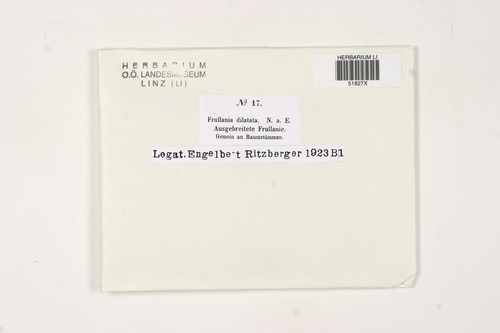 HERBARIUM
O.Ö. LANDESMUSEUM
LINZ (LI)
HERBARIUM LI
51827X
№ 17.
Frullania dilatata. N. a. E.
Ausgebreitete Frullanie.
Gemein an Baumstämmen.
Legat. Engelbert Ritzberger 1923 B1